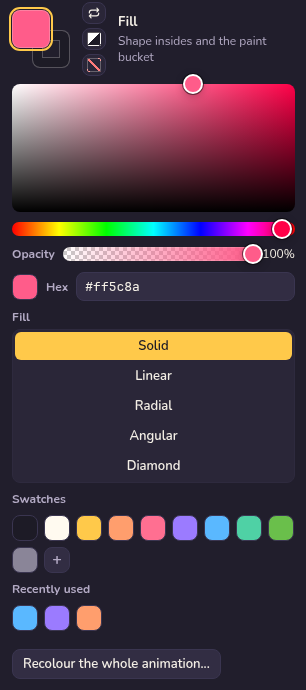 Fill
Shape insides and the paint
bucket
Opacity 100%
Hex #ff5c8a
Fill
Solid
Linear
Radial
Angular
Diamond
Swatches
+
Recently used
Recolour the whole animation...